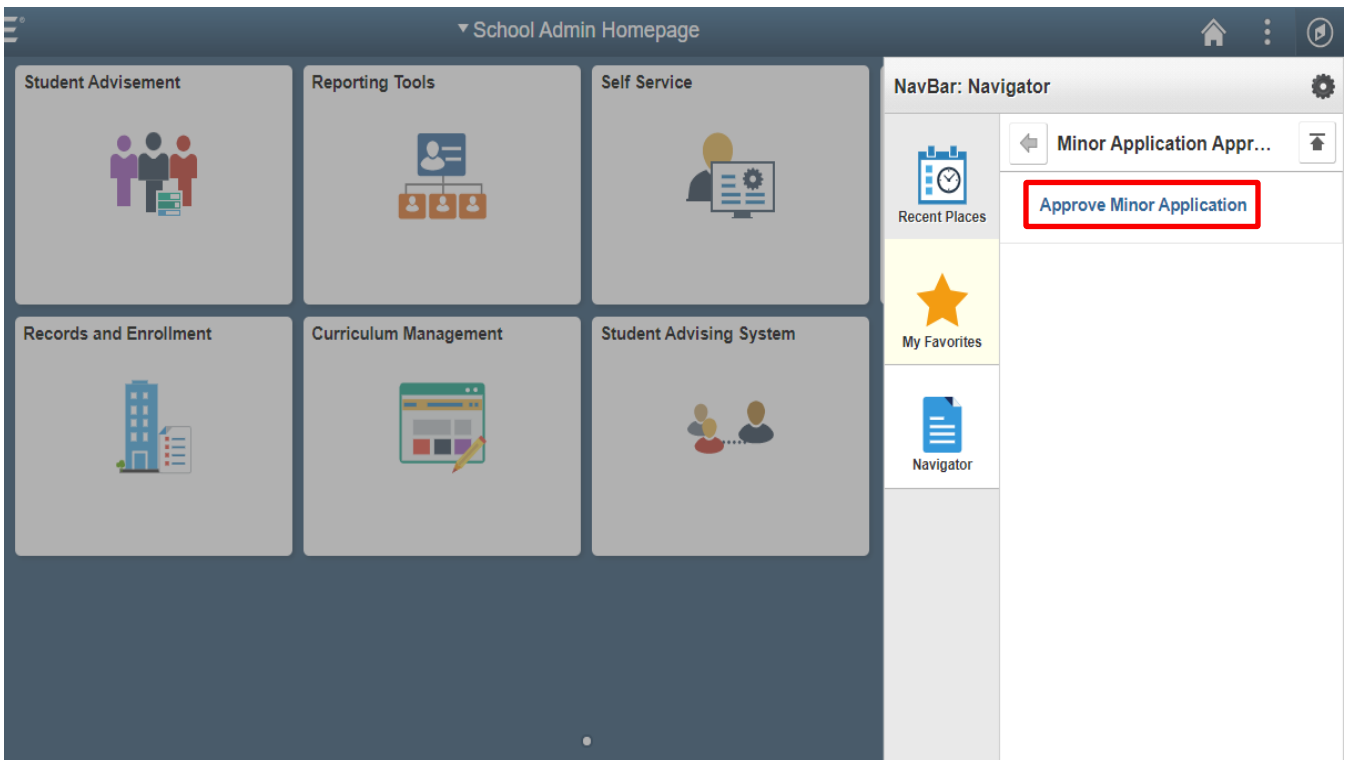 E®
School Admin Homepage
Student Advisement
Reporting Tools
Self Service
Records and Enrollment
Curriculum Management
Student Advising System
NavBar: Navigator
Recent Places
My Favorites
Navigator
Minor Application Appr...
Approve Minor Application